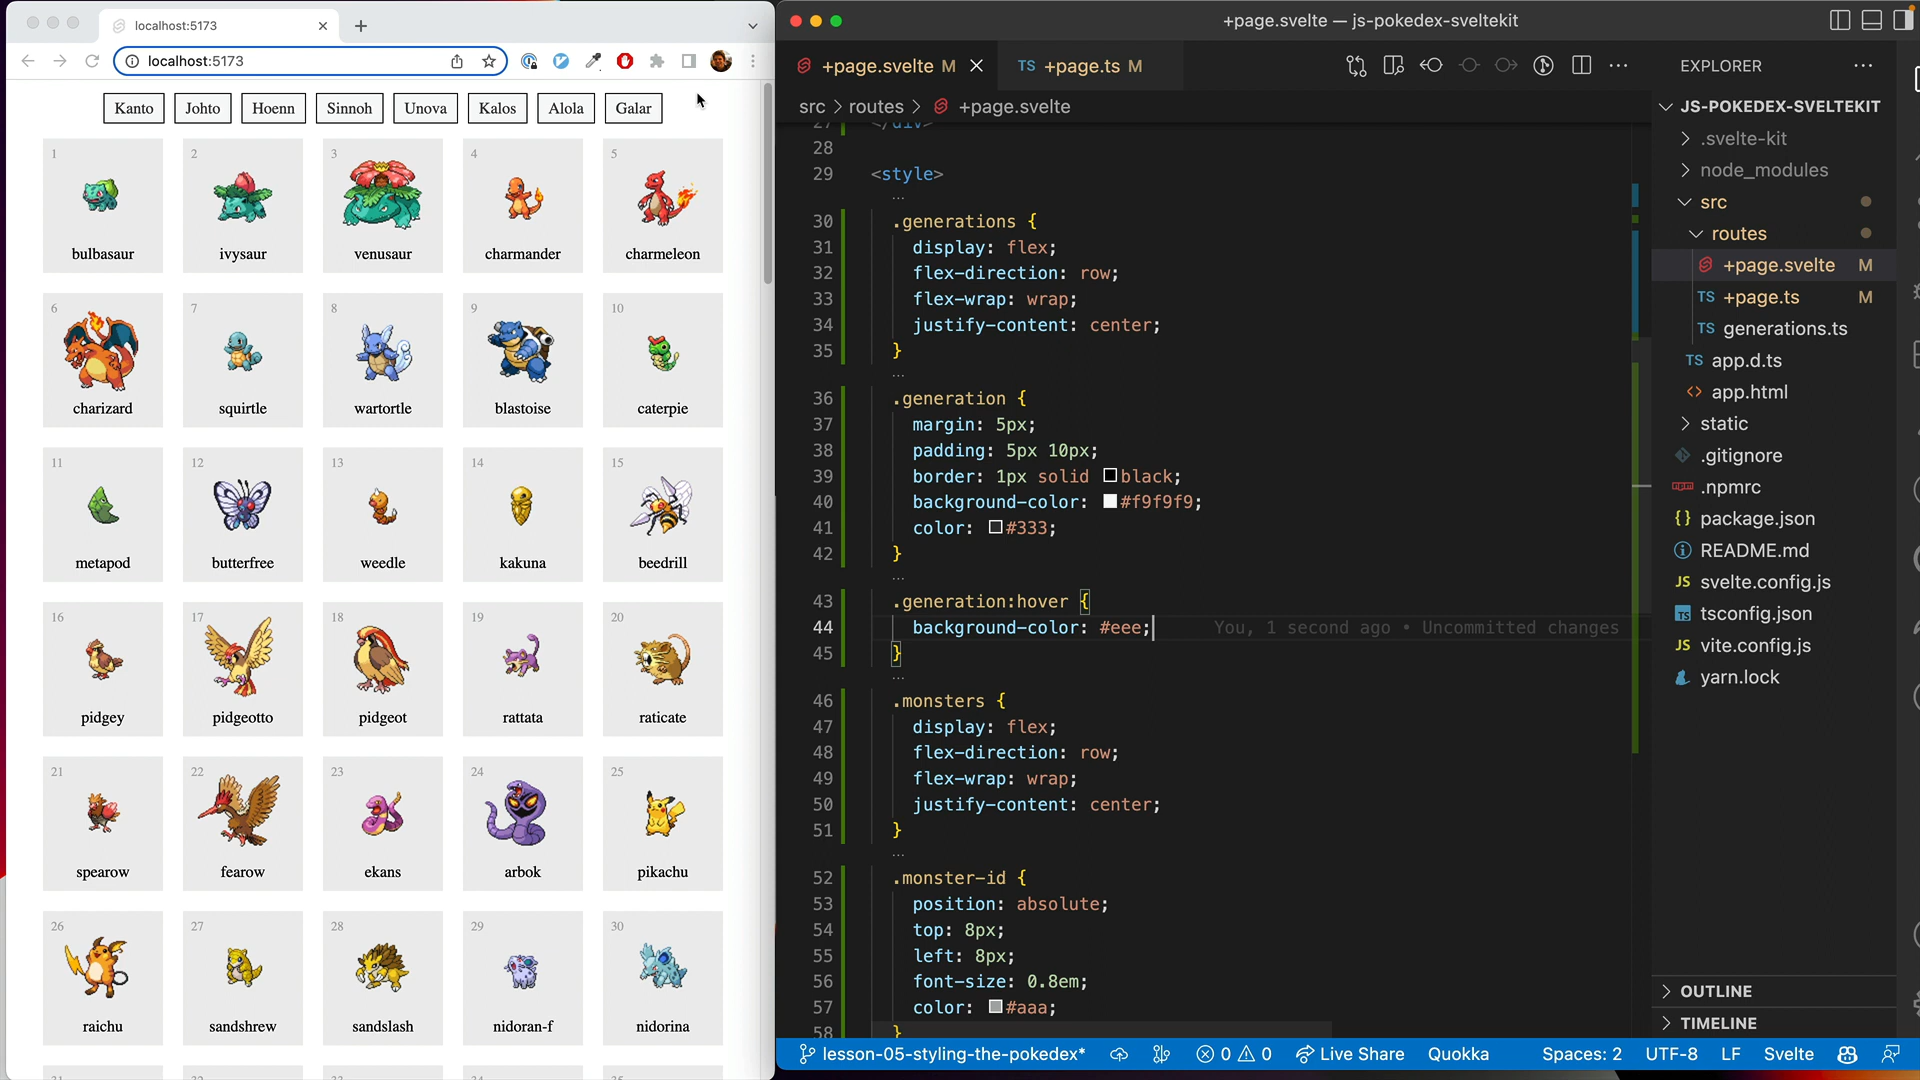 localhost:5173
localhost:5173
Kanto Johto Hoenn Sinnoh Unova Kalos Alola Galar
1 2 3 4 5
bulbasaur ivysaur venusaur charmander charmeleon
6 7 8 9 10
charizard squirtle wartortle blastoise caterpie
11 12 13 14 15
metapod butterfree weedle kakuna beedrill
16 17 18 19 20
pidgey pidgeotto pidgeot rattata raticate
21 22 23 24 25
spearow fearow ekans arbok pikachu
26 27 28 29 30
raichu sandshrew sandslash nidoran-f nidorina
+page.svelte — js-pokedex-sveltekit
+page.svelte M TS +page.ts M
src > routes > +page.svelte
27 </div>
28
29 <style>
30 .generations {
31 display: flex;
32 flex-direction: row;
33 flex-wrap: wrap;
34 justify-content: center;
35 }
36 .generation {
37 margin: 5px;
38 padding: 5px 10px;
39 border: 1px solid black;
40 background-color: #f9f9f9;
41 color: #333;
42 }
43 .generation:hover {
44 background-color: #eee; You, 1 second ago • Uncommitted changes
45 }
46 .monsters {
47 display: flex;
48 flex-direction: row;
49 flex-wrap: wrap;
50 justify-content: center;
51 }
52 .monster-id {
53 position: absolute;
54 top: 8px;
55 left: 8px;
56 font-size: 0.8em;
57 color: #aaa;
58 }
EXPLORER
JS-POKEDEX-SVELTEKIT
.svelte-kit
node_modules
src
routes
+page.svelte M
TS +page.ts M
TS generations.ts
TS app.d.ts
<> app.html
static
.gitignore
.npmrc
{} package.json
README.md
JS svelte.config.js
TS tsconfig.json
JS vite.config.js
yarn.lock
OUTLINE
TIMELINE
lesson-05-styling-the-pokedex* 0 0 Live Share Quokka Spaces: 2 UTF-8 LF Svelte